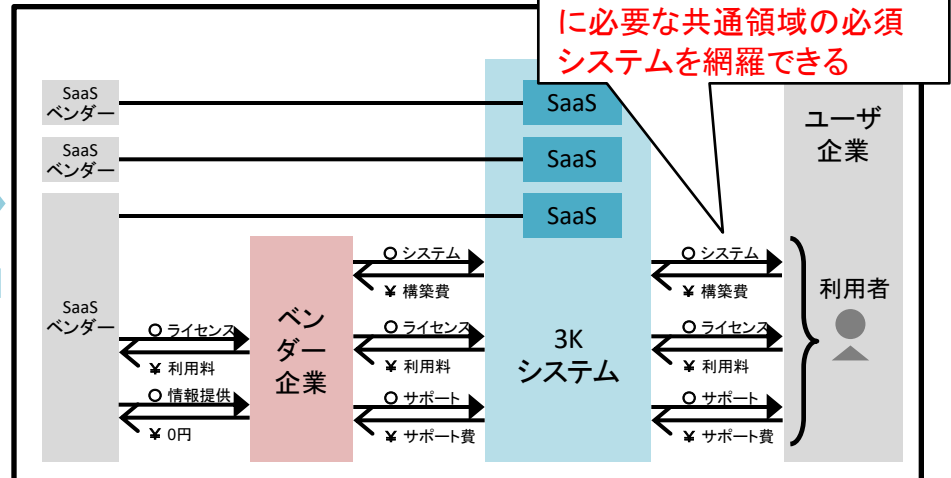 に必要な共通領域の必須
システムを網羅できる
SaaS
ベンダー
SaaS
ユーザ
企業
SaaS
ベンダー
SaaS
SaaS
SaaS
ベンダー
ベン
ダー
企業
3K
システム
利用者
○ システム
¥ 構築費
○ システム
¥ 構築費
○ ライセンス
¥ 利用料
○ ライセンス
¥ 利用料
○ ライセンス
¥ 利用料
○ 情報提供
¥ 0円
○ サポート
¥ サポート費
○ サポート
¥ サポート費